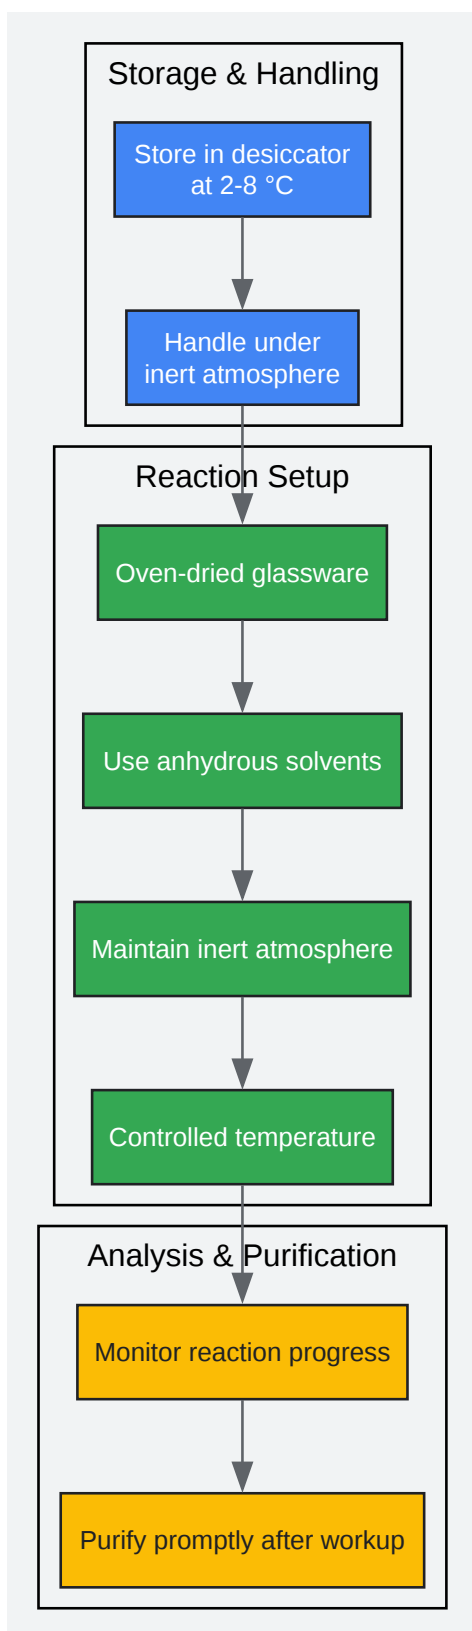 Storage & Handling
Store in desiccator
at 2-8 °C
Handle under
inert atmosphere
Reaction Setup
Oven-dried glassware
Use anhydrous solvents
Maintain inert atmosphere
Controlled temperature
Analysis & Purification
Monitor reaction progress
Purify promptly after workup